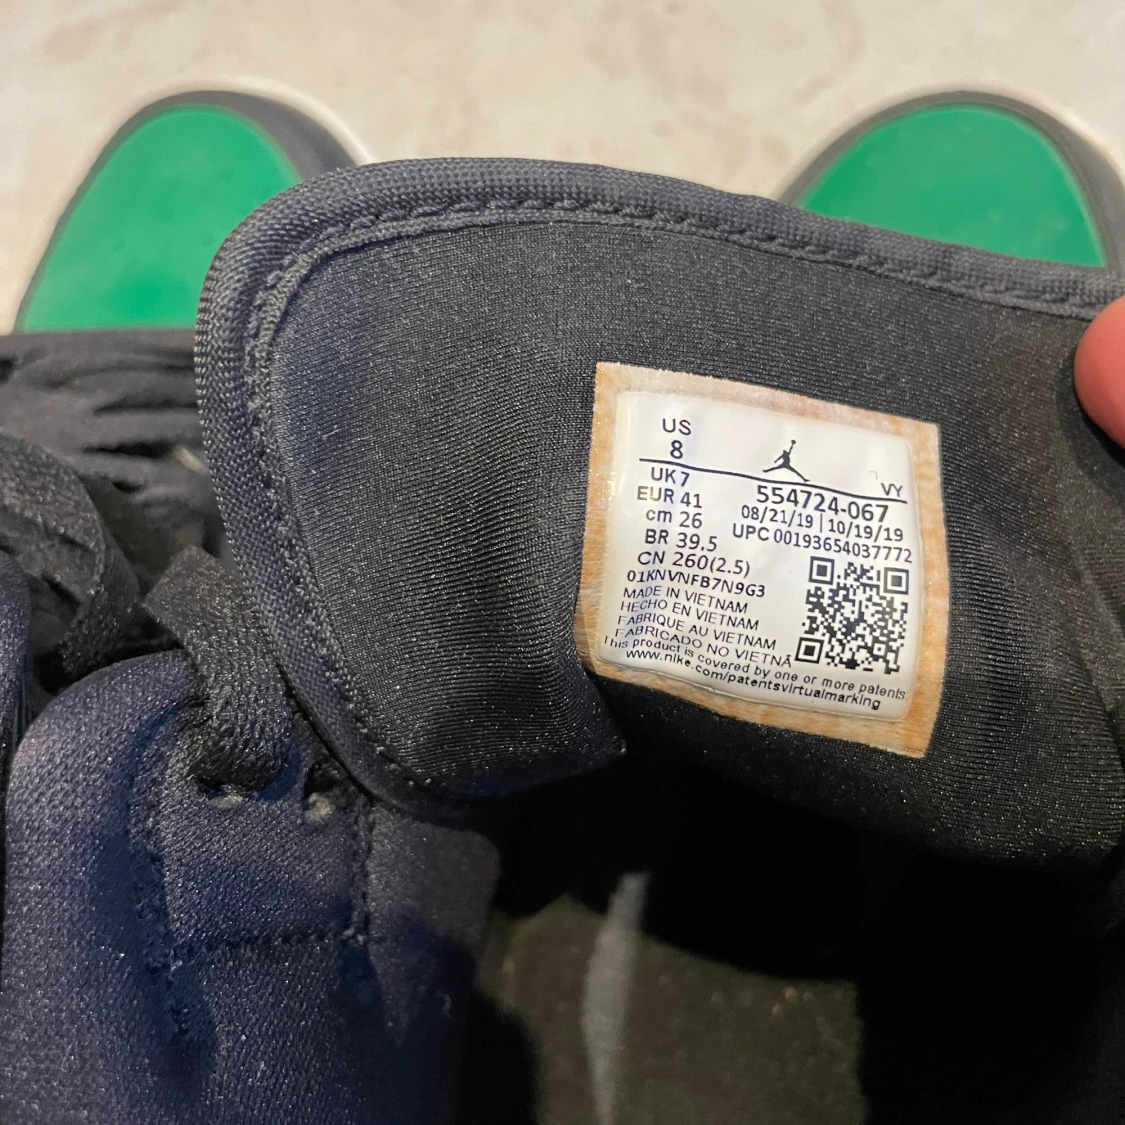 US
8
VY
UK 7
EUR 41
cm 26
BR 39,5
CN 260(2.5)
554724-067
08/21/19 | 10/19/19
UPC 00193654037772
01KNVNFB7N9G3
MADE IN VIETNAM
HECHO EN VIETNAM
FABRIQUE AU VIETNAM
FABRICADO NO VIETNÃ
This product is covered by one or more patents
www.nike.com/patentsvirtualmarking